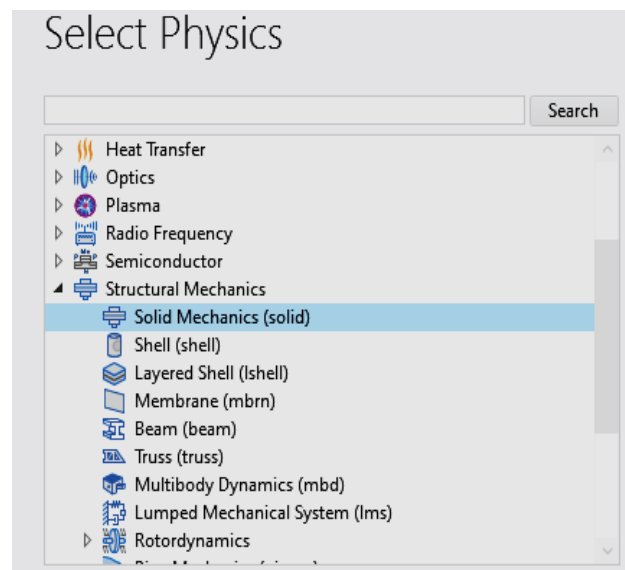 Select Physics
Search
Heat Transfer
Optics
Plasma
Radio Frequency
Semiconductor
Structural Mechanics
Solid Mechanics (solid)
Shell (shell)
Layered Shell (lshell)
Membrane (mbrn)
Beam (beam)
Truss (truss)
Multibody Dynamics (mbd)
Lumped Mechanical System (lms)
Rotordynamics